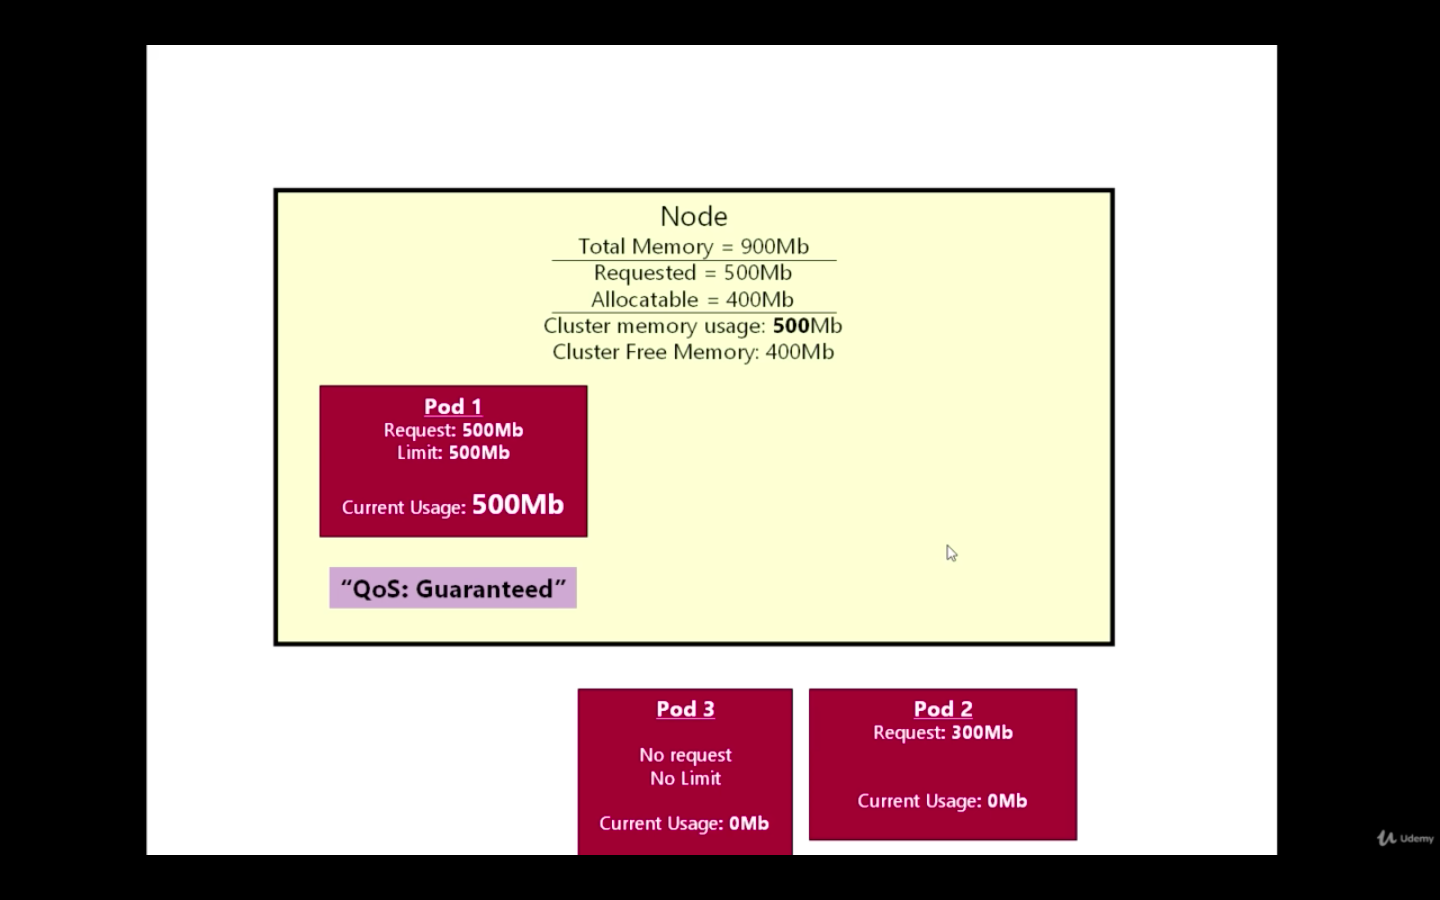 Node
Total Memory = 900Mb
Requested = 500Mb
Allocatable = 400Mb
Cluster memory usage: 500Mb
Cluster Free Memory: 400Mb
Pod 1
Request: 500Mb
Limit: 500Mb
Current Usage: 500Mb
“QoS: Guaranteed”
Pod 3
No request
No Limit
Current Usage: 0Mb
Pod 2
Request: 300Mb
Current Usage: 0Mb
Udemy